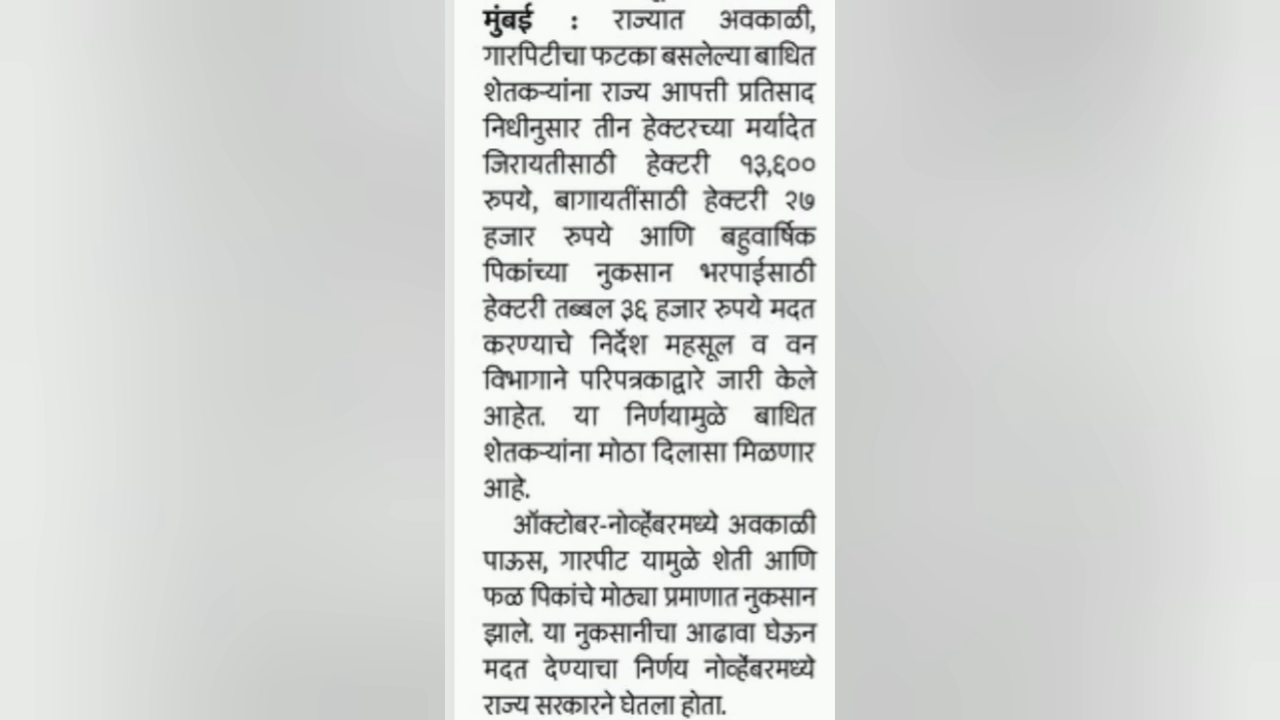 मुंबई : राज्यात अवकाळी,
गारपिटीचा फटका बसलेल्या बाधित
शेतकऱ्यांना राज्य आपत्ती प्रतिसाद
निधीनुसार तीन हेक्टरच्या मर्यादेत
जिरायतीसाठी हेक्टरी १३,६००
रुपये, बागायतींसाठी हेक्टरी २७
हजार रुपये आणि बहुवार्षिक
पिकांच्या नुकसान भरपाईसाठी
हेक्टरी तब्बल ३६ हजार रुपये मदत
करण्याचे निर्देश महसूल व वन
विभागाने परिपत्रकाद्वारे जारी केले
आहेत. या निर्णयामुळे बाधित
शेतकऱ्यांना मोठा दिलासा मिळणार
आहे.
ऑक्टोबर-नोव्हेंबरमध्ये अवकाळी
पाऊस, गारपीट यामुळे शेती आणि
फळ पिकांचे मोठ्या प्रमाणात नुकसान
झाले. या नुकसानीचा आढावा घेऊन
मदत देण्याचा निर्णय नोव्हेंबरमध्ये
राज्य सरकारने घेतला होता.